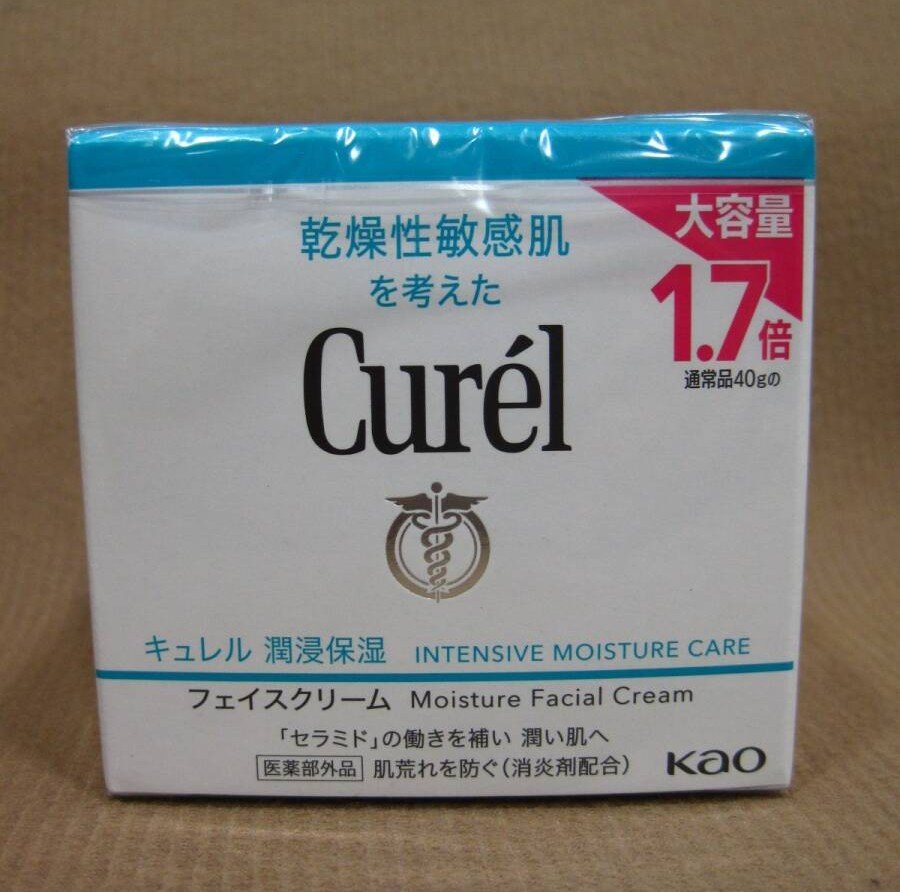 乾燥性敏感肌
を考えた
Curél
大容量
1.7倍
通常品40gの
キュレル 潤浸保湿 INTENSIVE MOISTURE CARE
フェイスクリーム Moisture Facial Cream
「セラミド」の働きを補い 潤い肌へ
医薬部外品 肌荒れを防ぐ(消炎剤配合)
Kao